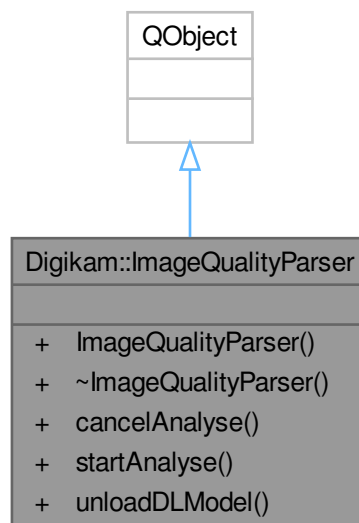 QObject
Digikam::ImageQualityParser
+ ImageQualityParser()
+ ~ImageQualityParser()
+ cancelAnalyse()
+ startAnalyse()
+ unloadDLModel()